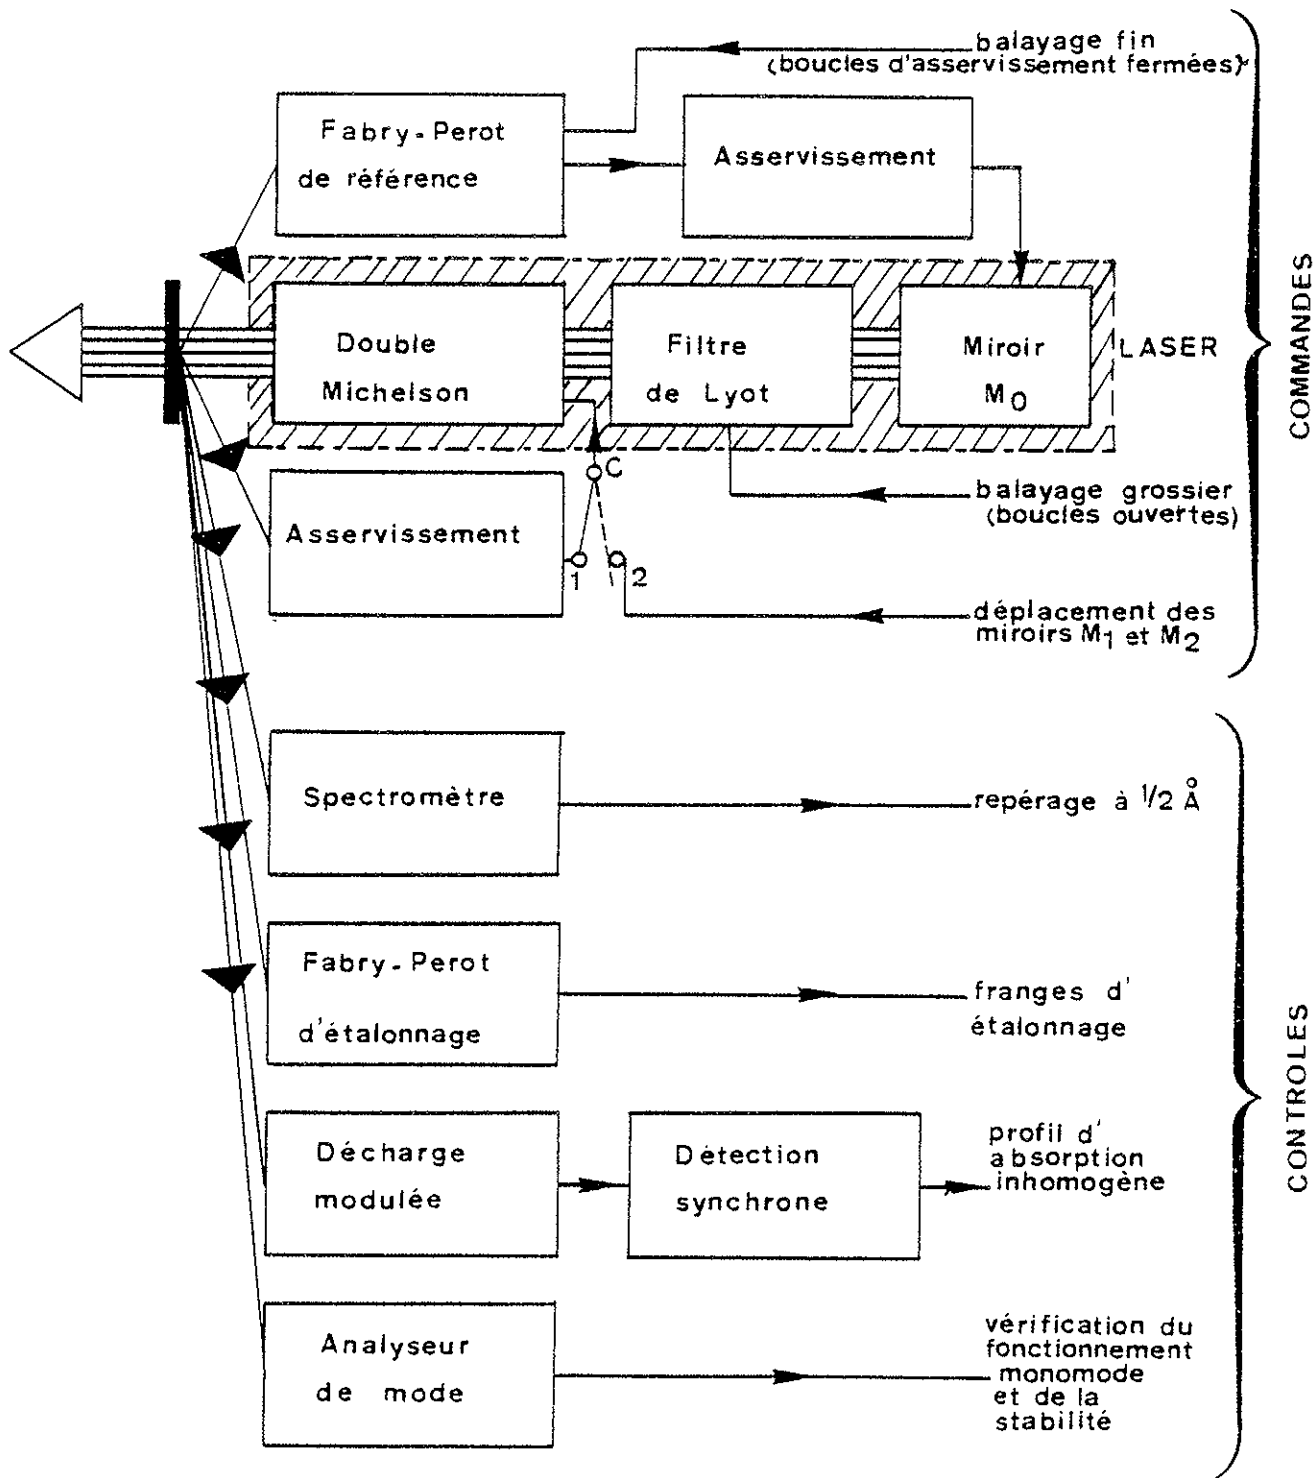 balayage fin
(boucles d'asservissement fermées)
Fabry-Perot
de référence
Asservissement
Double
Michelson
Filtre
de Lyot
Miroir
M0
LASER
COMMANDES
C
balayage grossier
(boucles ouvertes)
Asservissement
1
2
déplacement des
miroirs M1 et M2
Spectromètre
repérage à 1/2 Å
Fabry-Perot
d'étalonnage
franges d'
étalonnage
CONTROLES
Décharge
modulée
Détection
synchrone
profil d'
absorption
inhomogène
Analyseur
de mode
vérification du
fonctionnement
monomode
et de la
stabilité